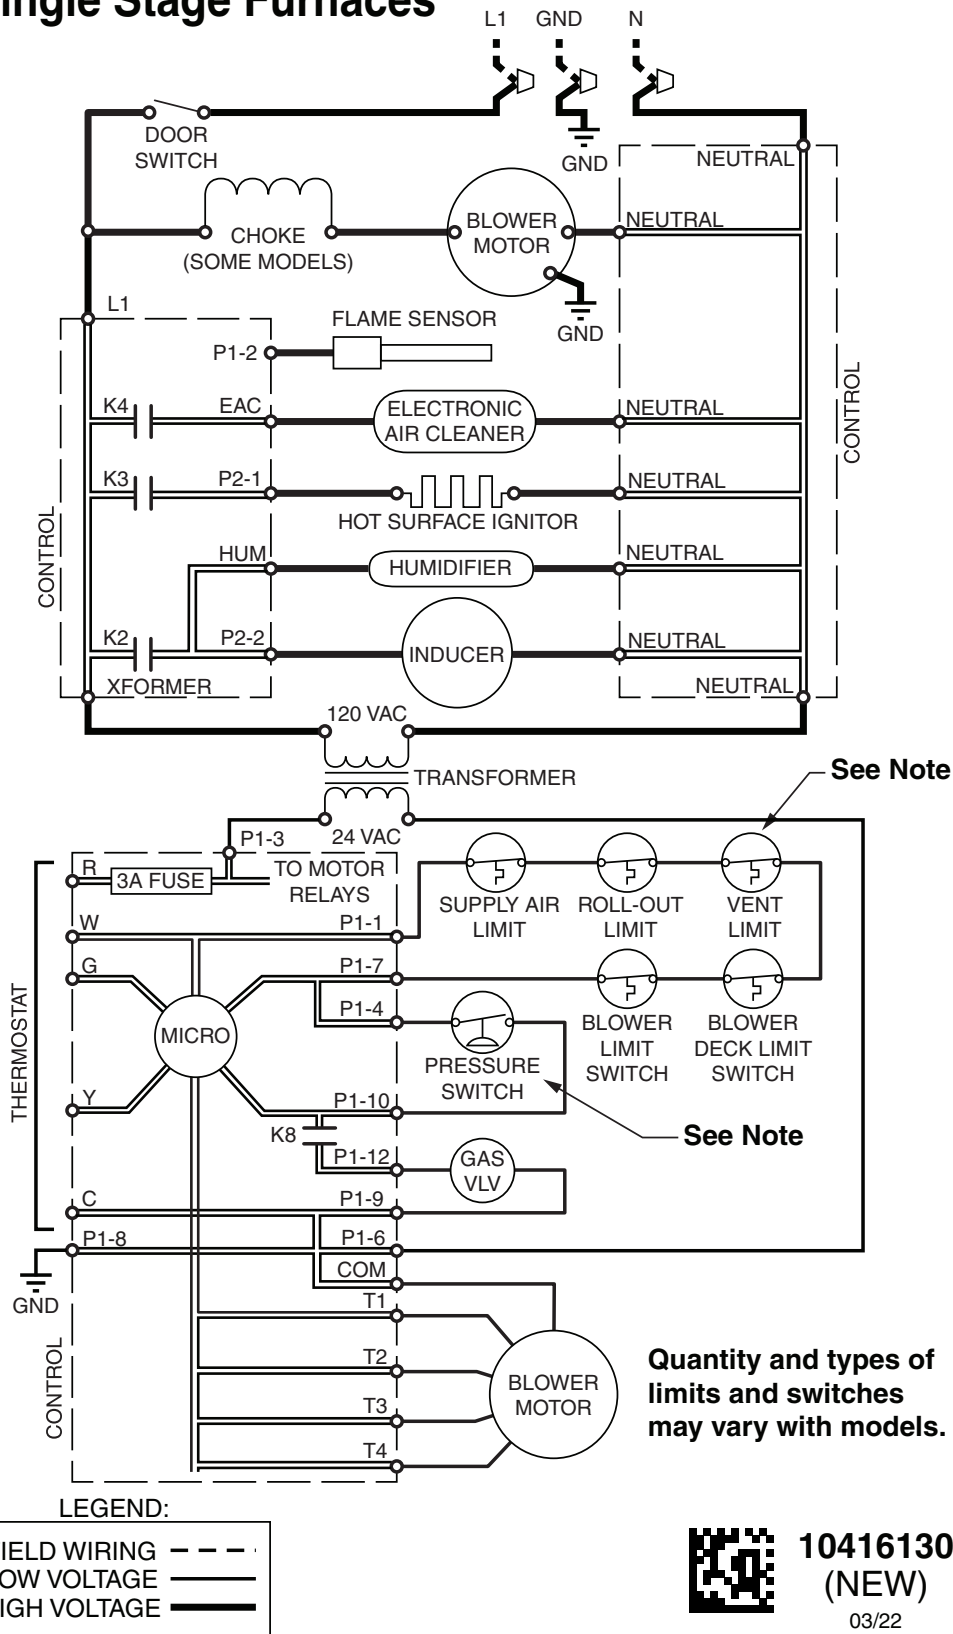 ingle Stage Furnaces
L1 GND N
DOOR
SWITCH
GND
NEUTRAL
CHOKE
(SOME MODELS)
BLOWER
MOTOR
NEUTRAL
GND
L1
FLAME SENSOR
P1-2
K4
EAC
ELECTRONIC
AIR CLEANER
NEUTRAL
CONTROL
K3
P2-1
HOT SURFACE IGNITOR
NEUTRAL
CONTROL
HUM
HUMIDIFIER
NEUTRAL
K2
P2-2
INDUCER
NEUTRAL
XFORMER
NEUTRAL
120 VAC
TRANSFORMER
24 VAC
See Note
P1-3
R
3A FUSE
TO MOTOR
RELAYS
SUPPLY AIR
LIMIT
ROLL-OUT
LIMIT
VENT
LIMIT
W
P1-1
G
P1-7
P1-4
THERMOSTAT
MICRO
PRESSURE
SWITCH
BLOWER
LIMIT
SWITCH
BLOWER
DECK LIMIT
SWITCH
Y
P1-10
See Note
K8
P1-12
GAS
VLV
C
P1-9
P1-8
P1-6
GND
COM
T1
T2
T3
T4
BLOWER
MOTOR
CONTROL
Quantity and types of
limits and switches
may vary with models.
LEGEND:
IELD WIRING
OW VOLTAGE
IGH VOLTAGE
10416130
(NEW)
03/22